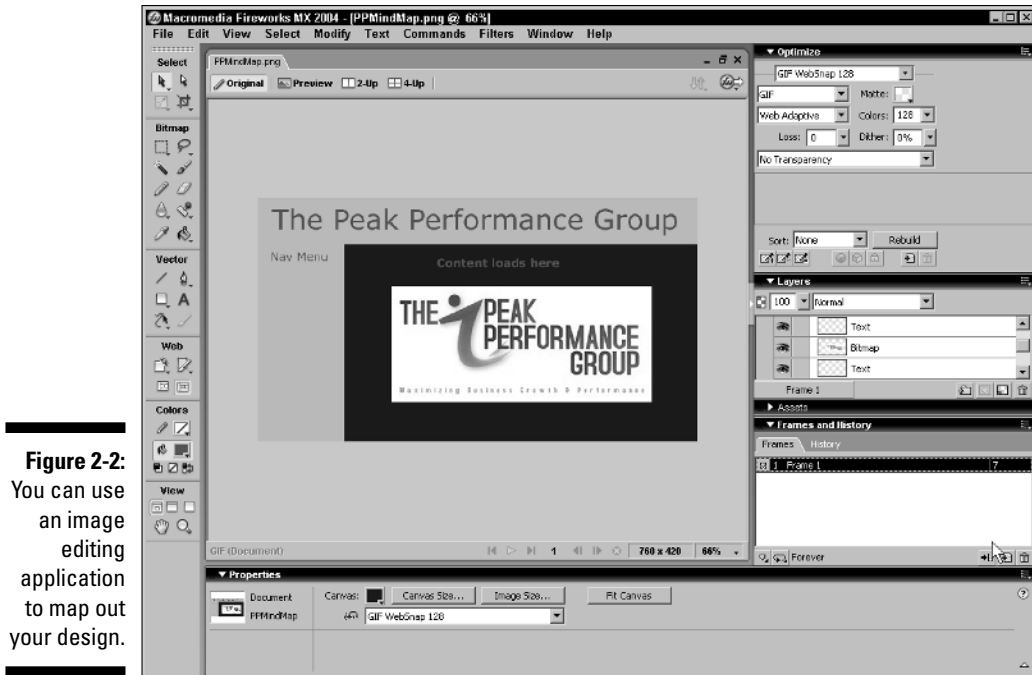 Macromedia Fireworks MX 2004 - [PPMindMap.png @ 66%]
File Edit View Select Modify Text Commands Filters Window Help
Select
Bitmap
Vector
A
Web
Colors
View
PPMindMap.png
Original Preview 2-Up 4-Up
The Peak Performance Group
Nav Menu
Content loads here
THE PEAK
PERFORMANCE
GROUP
Maximizing Business Growth & Performance
GIF (Document)
1
760 x 420
66%
Optimize
GIF WebSnap 128
GIF
Matte:
Web Adaptive
Colors: 128
Loss: 0
Dither: 0%
No Transparency
Sort: None
Rebuild
Layers
100
Normal
Text
Bitmap
Text
Frame 1
Assets
Frames and History
Frames History
1 Frame 1 7
Forever
Properties
Document
PPMindMap
Canvas:
Canvas Size...
Image Size...
Fit Canvas
GIF WebSnap 128
Figure 2-2:
You can use
an image
editing
application
to map out
your design.